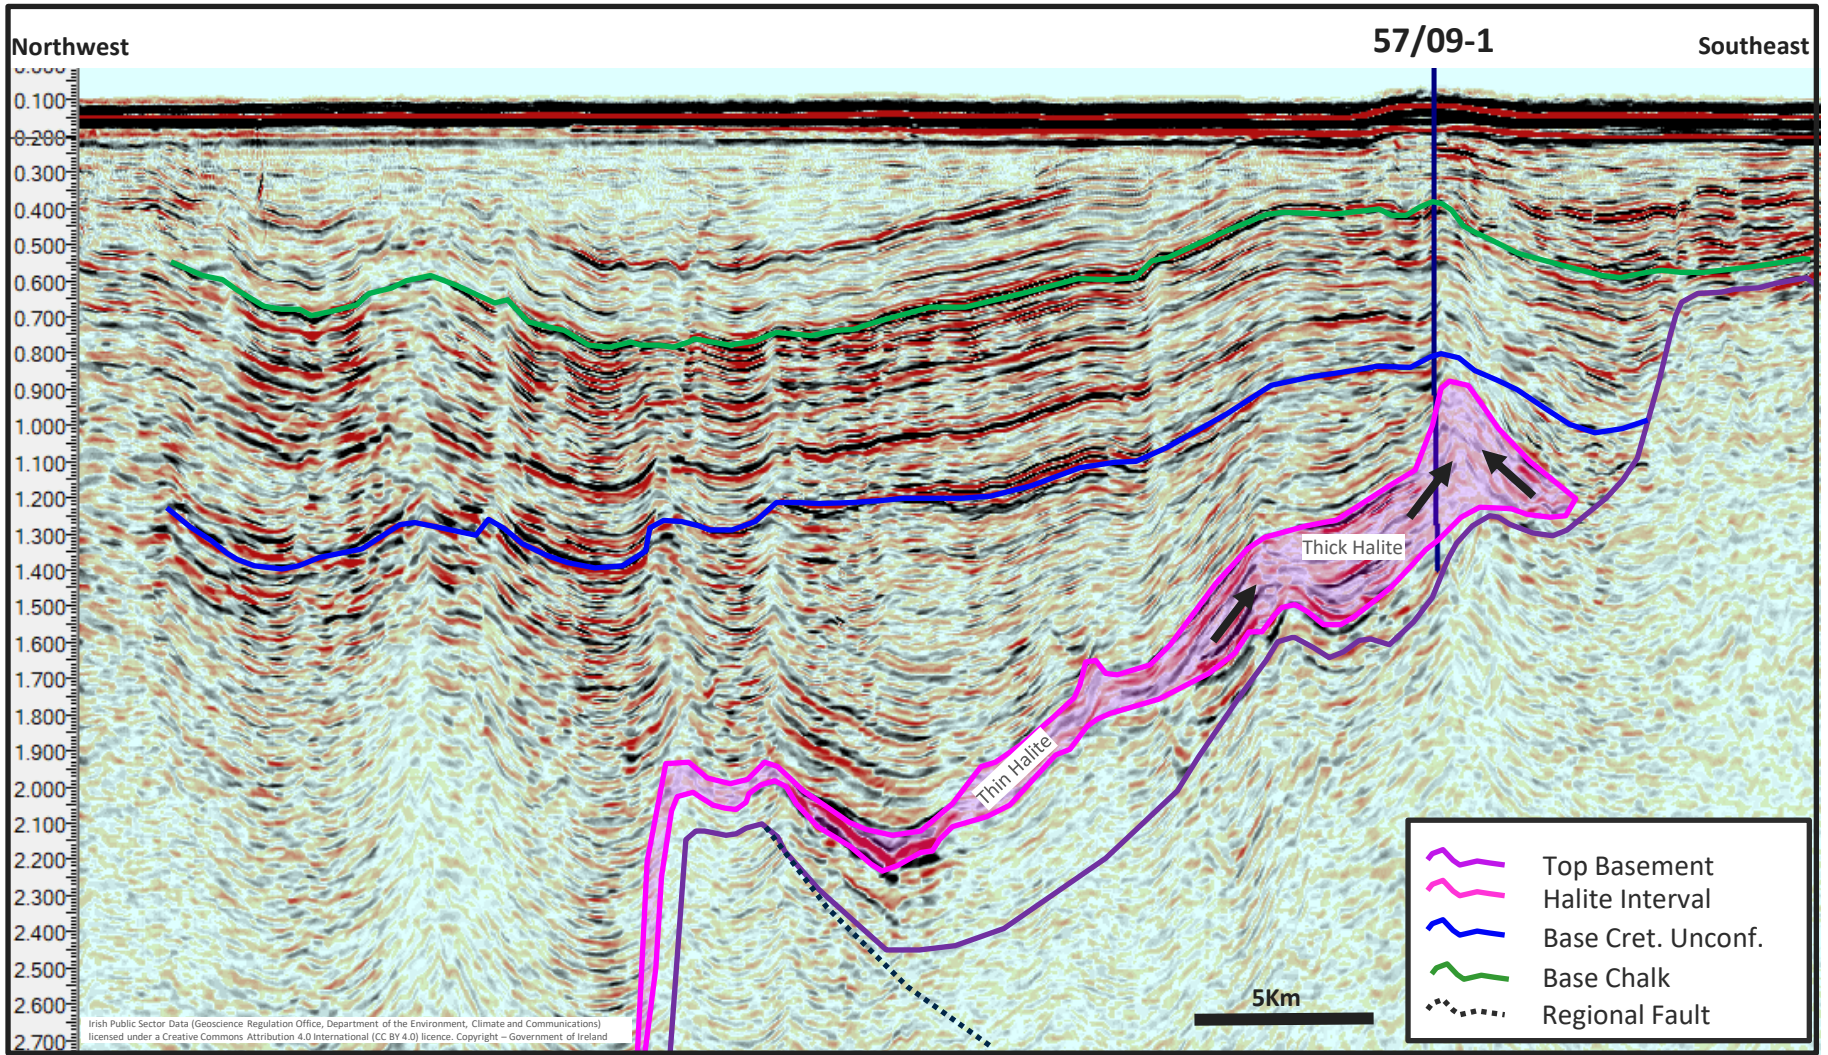 Northwest
57/09-1
Southeast
0.100
0.200
0.300
0.400
0.500
0.600
0.700
0.800
0.900
1.000
1.100
1.200
1.300
1.400
1.500
1.600
1.700
1.800
1.900
2.000
2.100
2.200
2.300
2.400
2.500
2.600
2.700
Thick Halite
Thin Halite
5Km
Top Basement
Halite Interval
Base Cret. Unconf.
Base Chalk
Regional Fault
Irish Public Sector Data (Geoscience Regulation Office, Department of the Environment, Climate and Communications)
licensed under a Creative Commons Attribution 4.0 International (CC BY 4.0) licence. Copyright – Government of Ireland